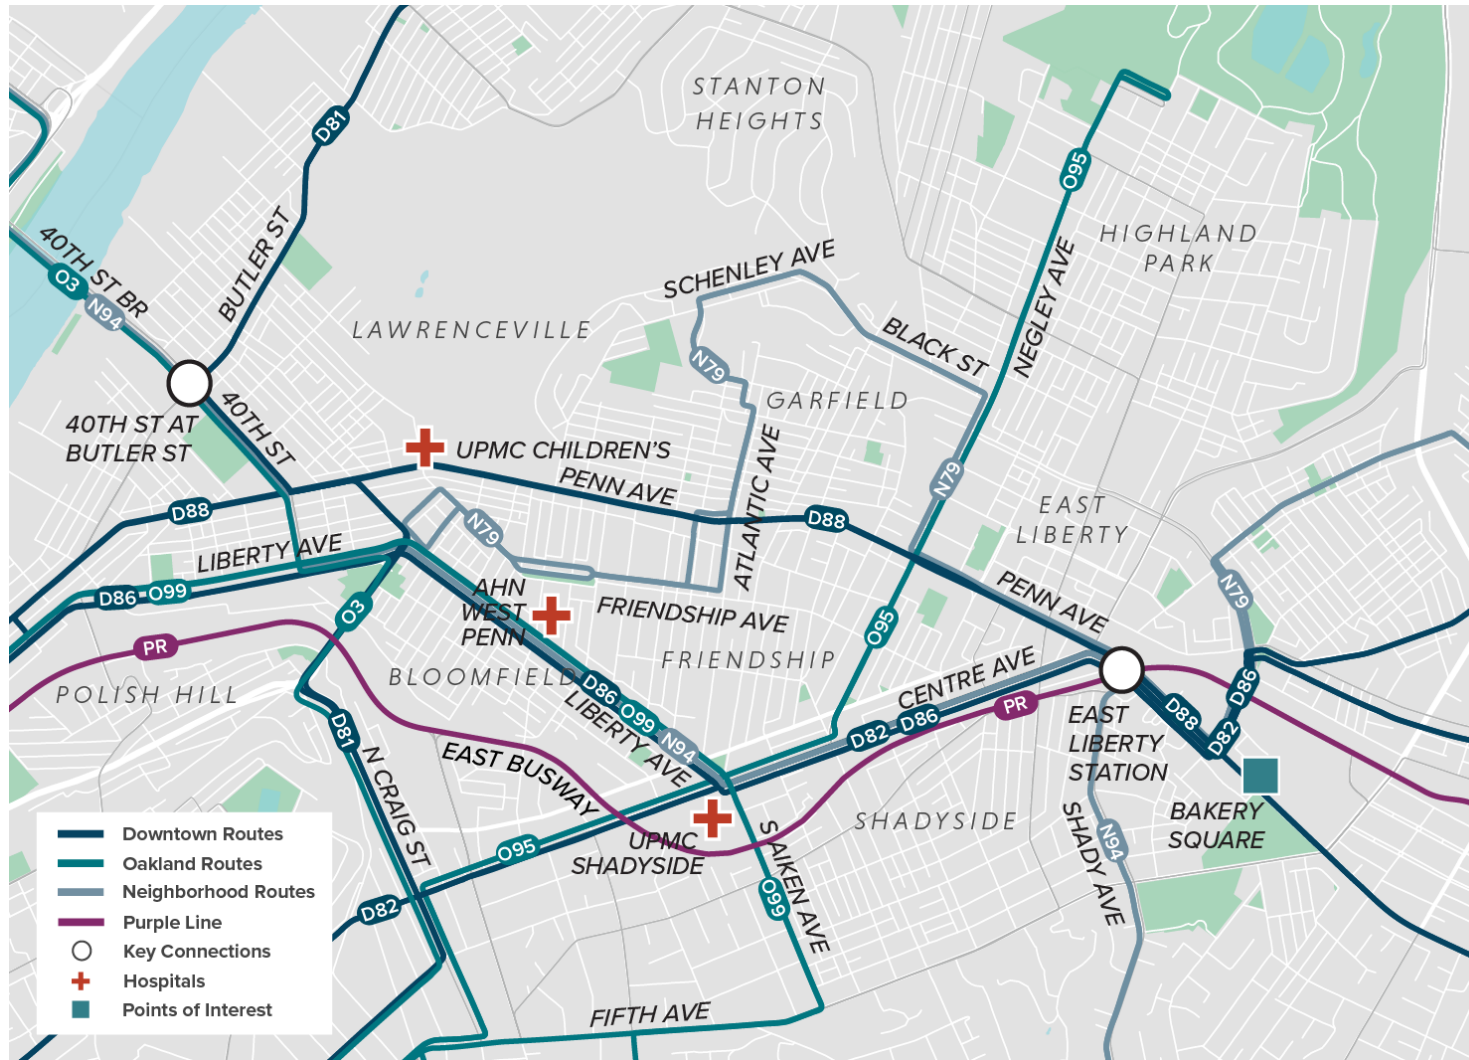 STANTON
HEIGHTS
D81
O95
HIGHLAND
PARK
40TH ST BR
O3
N94
BUTLER ST
SCHENLEY AVE
NEGLEY AVE
LAWRENCEVILLE
BLACK ST
N79
GARFIELD
40TH ST AT
BUTLER ST
40TH ST
UPMC CHILDREN'S
PENN AVE
ATLANTIC AVE
N79
D88
D88
EAST
LIBERTY
N79
LIBERTY AVE
D86
O99
AHN
WEST
PENN
FRIENDSHIP AVE
PENN AVE
N79
O3
O95
PR
POLISH HILL
BLOOMFIELD
FRIENDSHIP
CENTRE AVE
D86
O99
N94
LIBERTY AVE
D82
D86
PR
EAST
LIBERTY
STATION
D88
D82
D86
D81
N CRAIG ST
EAST BUSWAY
BAKERY
SQUARE
SHADYSIDE
UPMC
SHADYSIDE
S AIKEN AVE
SHADY AVE
N94
O95
O99
D82
FIFTH AVE
Downtown Routes
Oakland Routes
Neighborhood Routes
Purple Line
Key Connections
Hospitals
Points of Interest